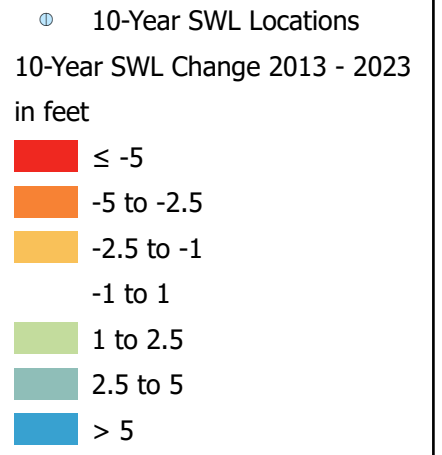 10-Year SWL Locations
10-Year SWL Change 2013 - 2023
in feet
≤ -5
-5 to -2.5
-2.5 to -1
-1 to 1
1 to 2.5
2.5 to 5
> 5